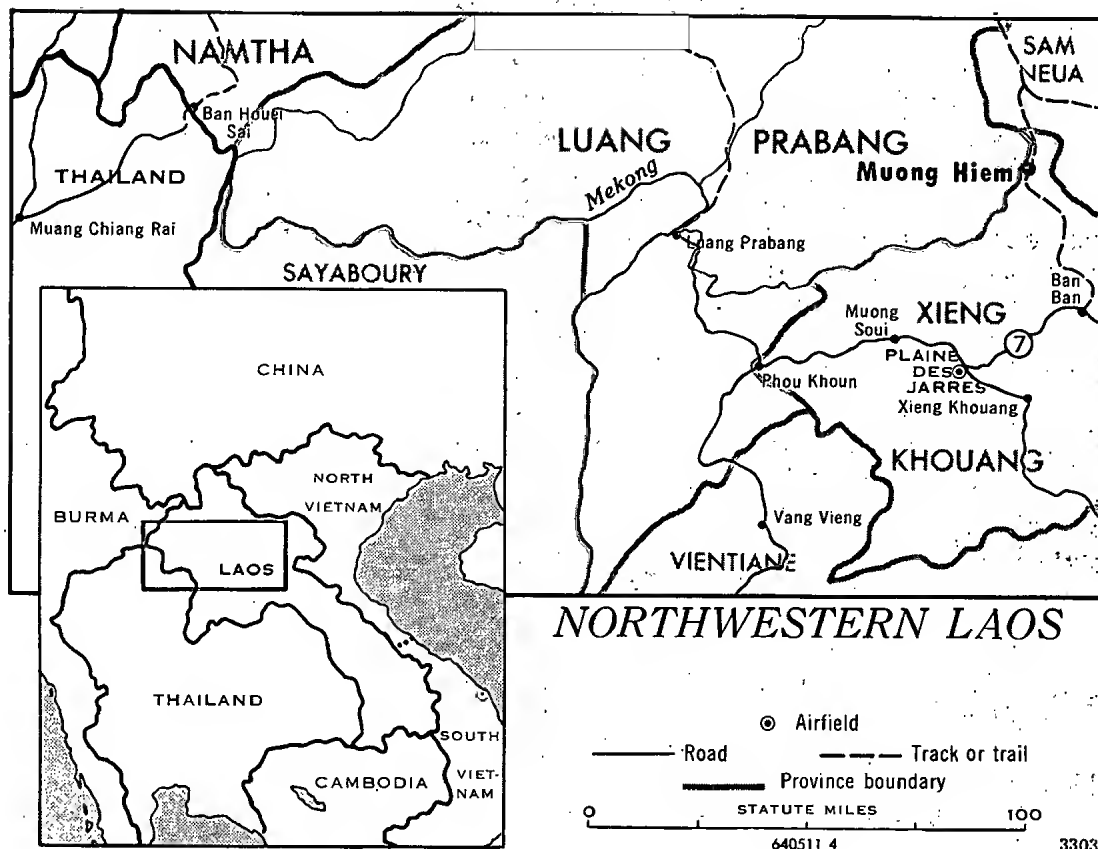 NAMTHA
SAM
NEUA
Ban Houei
Sai
LUANG
PRABANG
Muong Hiem
THAILAND
Mekong
Muang Chiang Rai
Luang Prabang
SAYABOURY
Ban
Ban
Muong
Soui
XIENG
7
PLAINE
DES
JARRES
Phou Khoun
Xieng Khouang
KHOUANG
Vang Vieng
VIENTIANE
CHINA
NORTH
VIETNAM
BURMA
LAOS
THAILAND
SOUTH
VIET-
NAM
CAMBODIA
NORTHWESTERN LAOS
Airfield
Road
Track or trail
Province boundary
0 STATUTE MILES 100
640511 4
3303